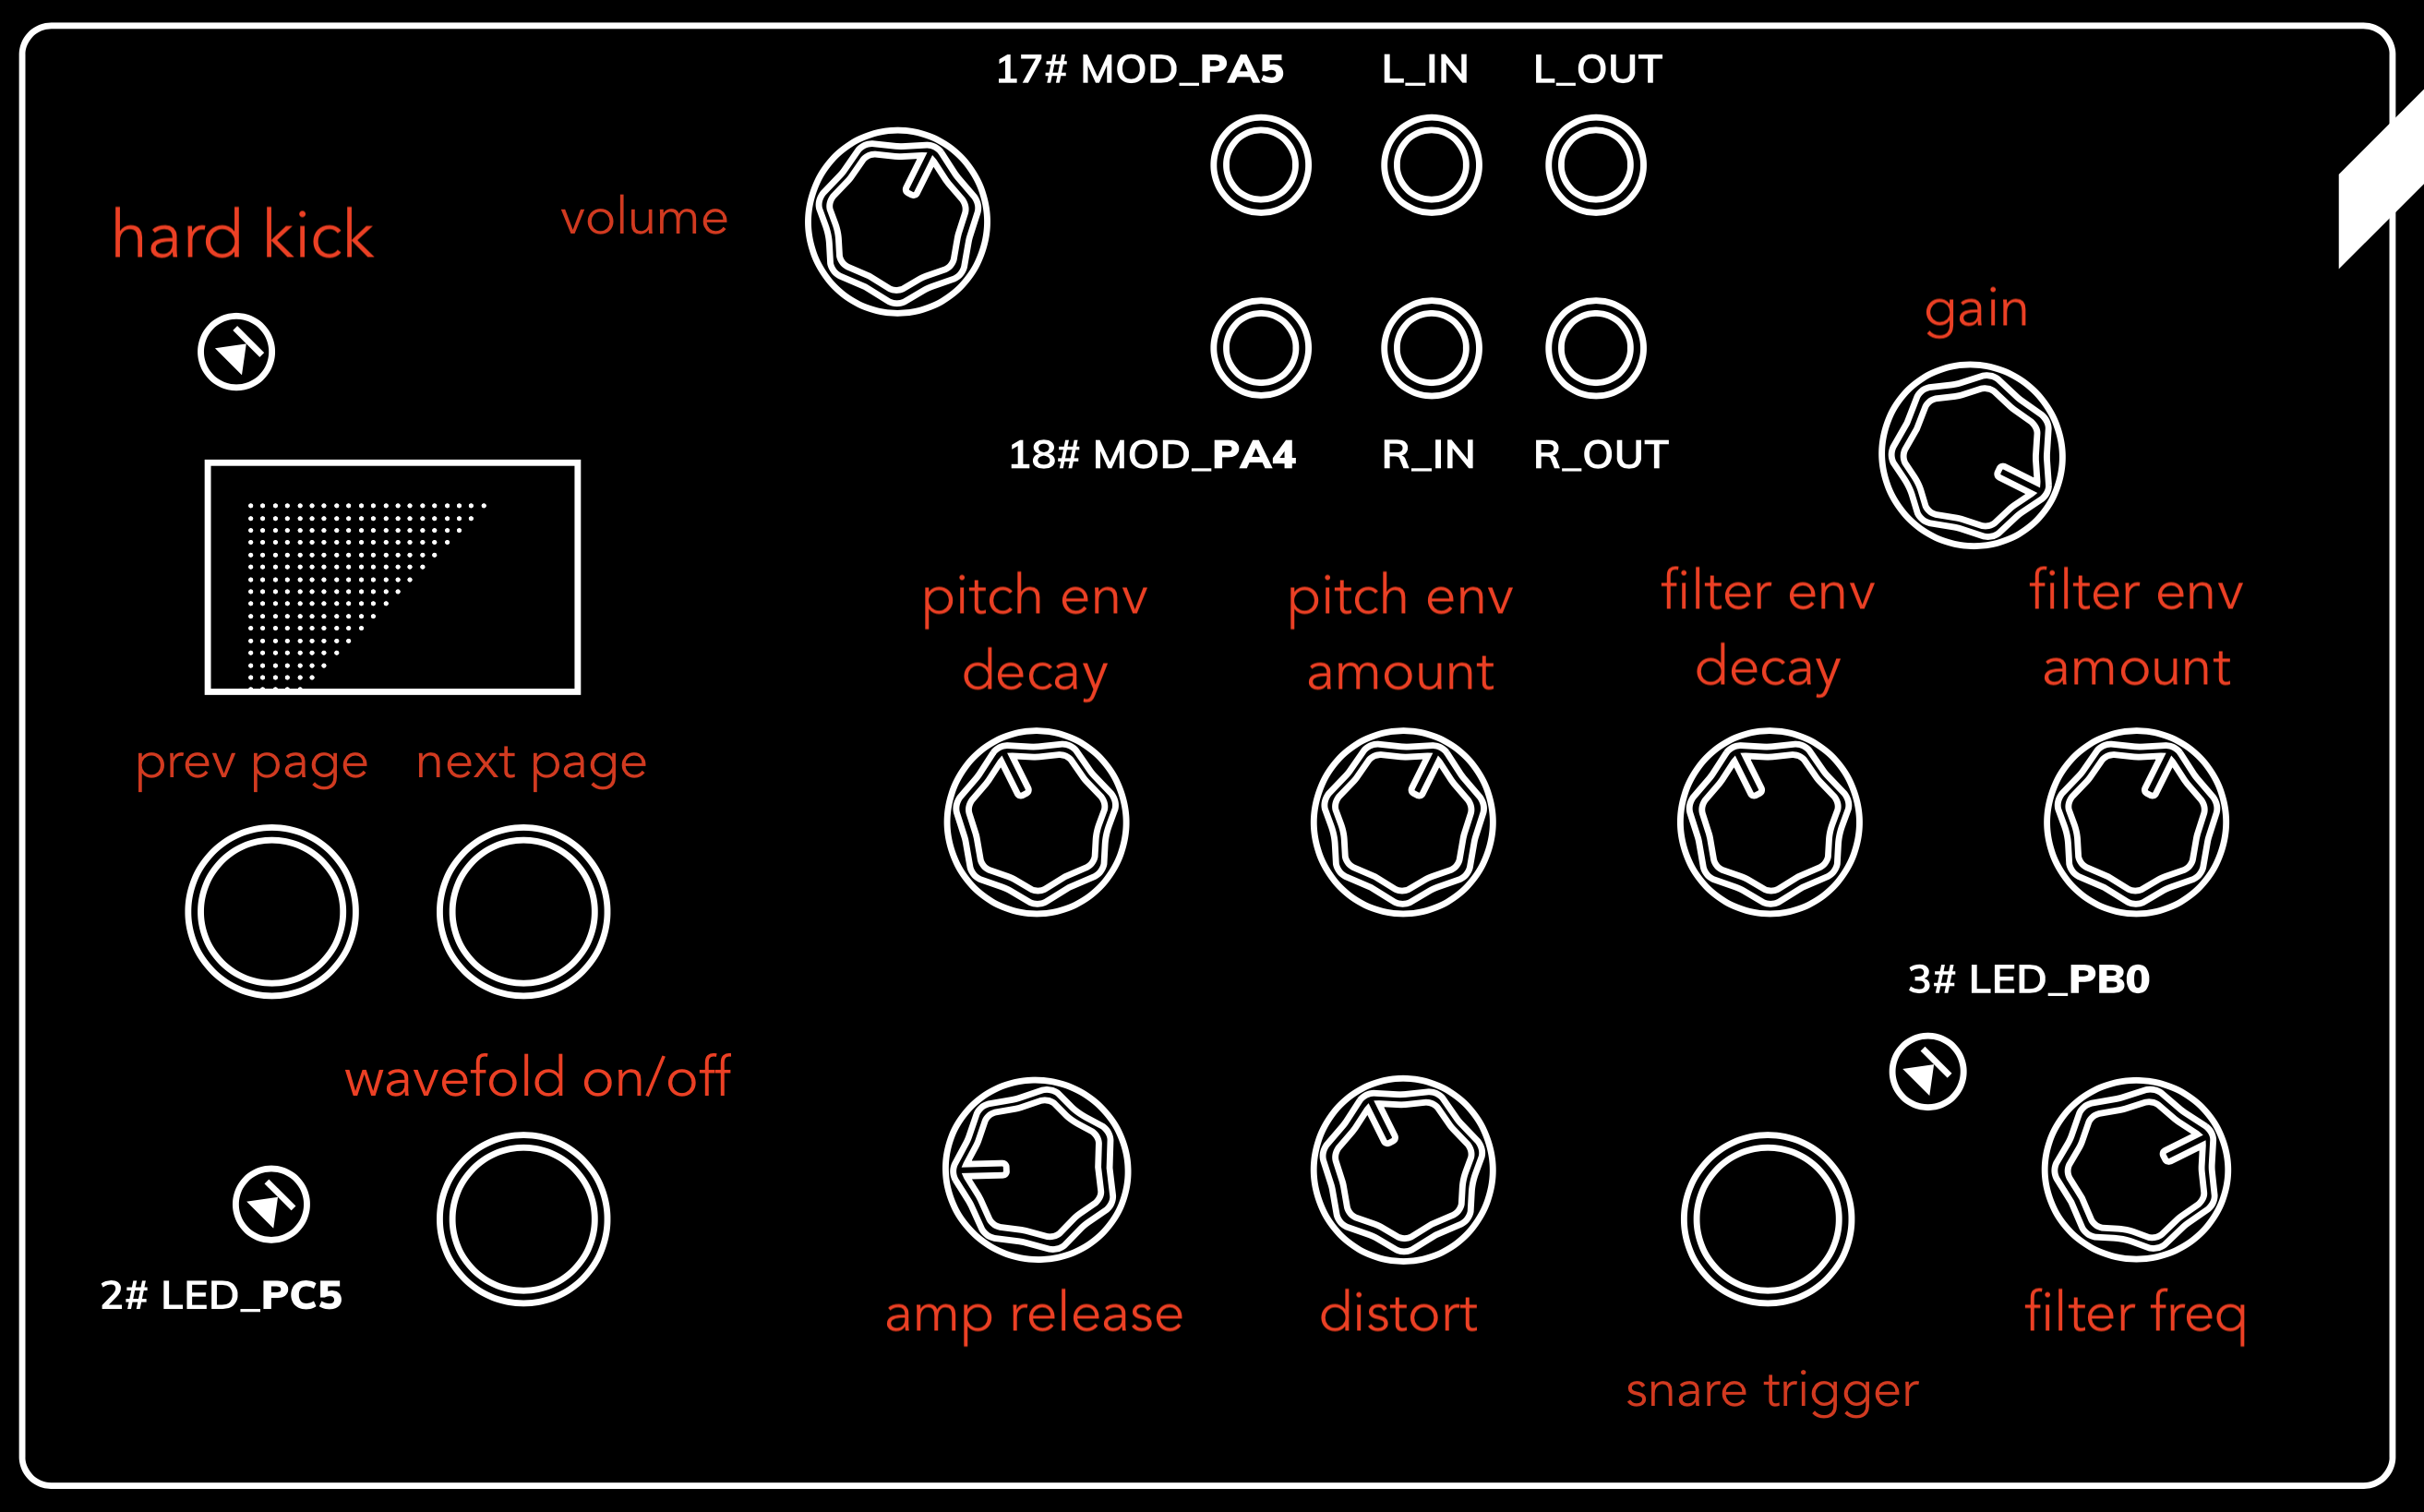 17# MOD_PA5 L_IN L_OUT
hard kick
volume
gain
18# MOD_PA4 R_IN R_OUT
pitch env
decay
pitch env
amount
filter env
decay
filter env
amount
prev page next page
3# LED_PB0
wavefold on/off
2# LED_PC5
amp release
distort
filter freq
snare trigger